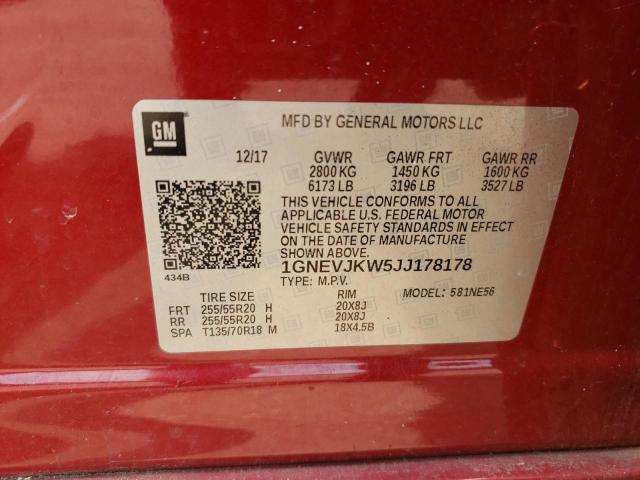 GM
MFD BY GENERAL MOTORS LLC
12/17 GVWR GAWR FRT GAWR RR
2800 KG 1450 KG 1600 KG
6173 LB 3196 LB 3527 LB
THIS VEHICLE CONFORMS TO ALL
APPLICABLE U.S. FEDERAL MOTOR
VEHICLE SAFETY STANDARDS IN EFFECT
ON THE DATE OF MANUFACTURE
SHOWN ABOVE.
434B
1GNEVJKW5JJ178178
TYPE: M.P.V. MODEL: 581NE56
TIRE SIZE RIM
FRT 255/55R20 H 20X8J
RR 255/55R20 H 20X8J
SPA T135/70R18 M 18X4.5B